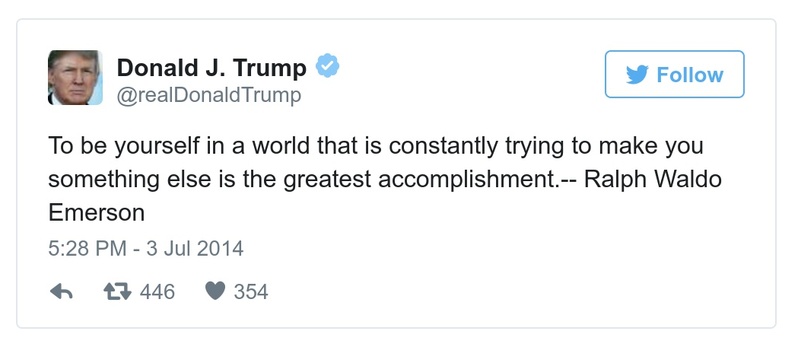 Donald J. Trump
@realDonaldTrump
Follow
To be yourself in a world that is constantly trying to make you
something else is the greatest accomplishment.-- Ralph Waldo
Emerson
5:28 PM - 3 Jul 2014
446 354